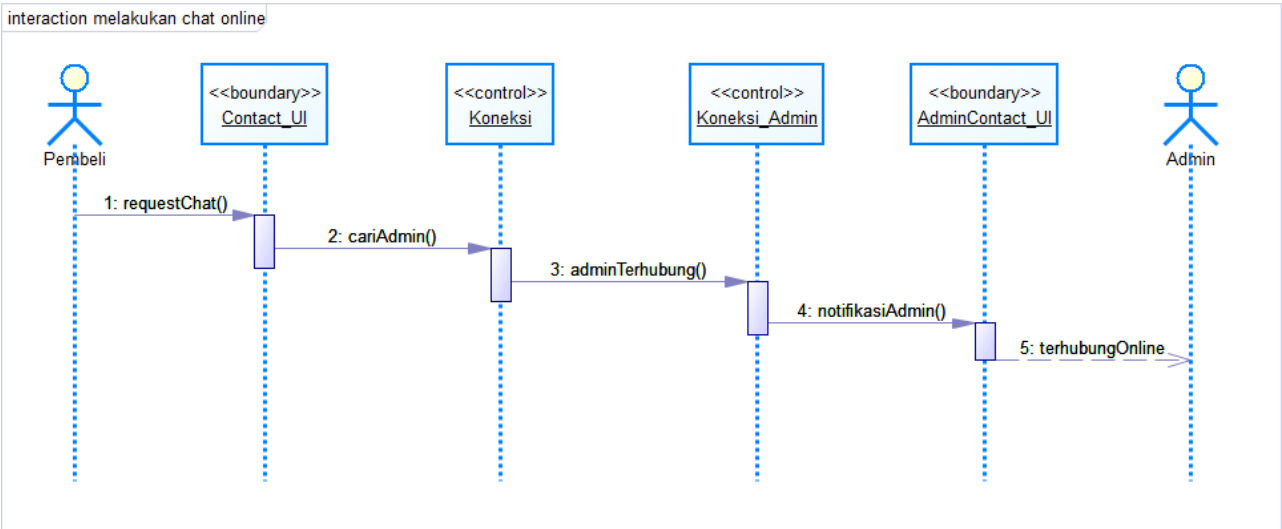 interaction melakukan chat online
<<boundary>>
Contact_UI
<<control>>
Koneksi
<<control>>
Koneksi_Admin
<<boundary>>
AdminContact_UI
Pembeli
Admin
1: requestChat()
2: cariAdmin()
3: adminTerhubung()
4: notifikasiAdmin()
5: terhubungOnline